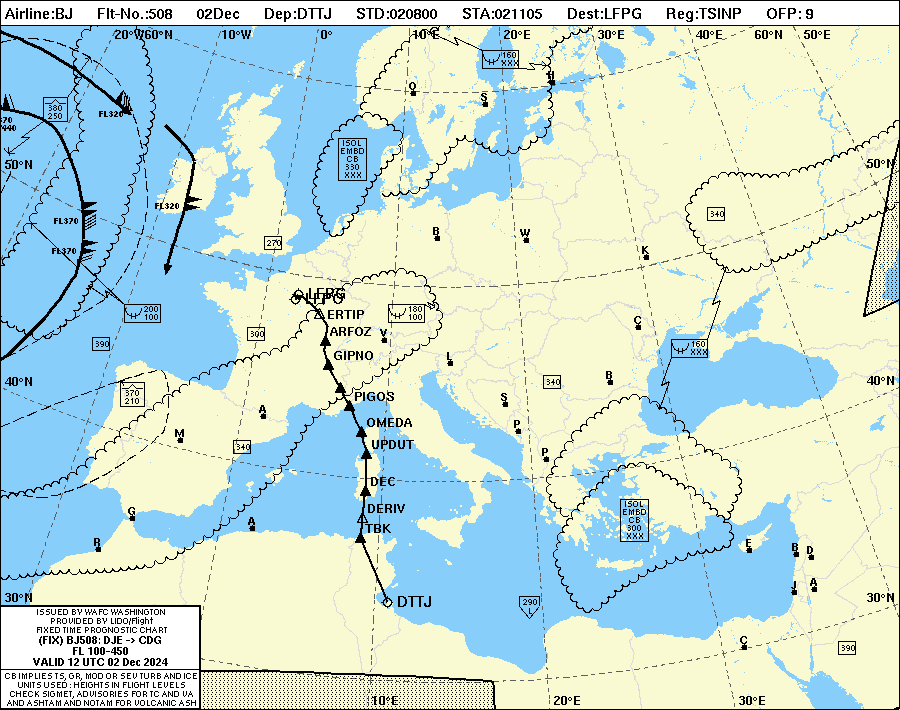 Airline:BJ Flt-No.:508 02Dec Dep:DTTJ STD:020800 STA:021105 Dest:LFPG Reg:TSINP OFP: 9
20°W 60°N 10°W 0° 10°E 20°E 30°E 40°E 60°N 50°E
160
XXX
H
O
S
380
250
FL320
370
440
ISOL
EMBD
CB
330
XXX
50°N
50°N
FL320
340
FL370
FL370
270
B
W
K
LFPG
200
100
ERTIP
180
100
ARFOZ
V
390
300
C
160
XXX
GIPNO
L
40°N
370
210
PIGOS
340
B
40°N
S
A
OMEDA
P
M
340
UPDUT
P
DEC
G
DERIV
ISOL
EMBD
CB
300
XXX
A
TBK
R
E
B
D
J
A
30°N
DTTJ
290
30°N
C
390
ISSUED BY WAFC WASHINGTON
PROVIDED BY LIDO/Flight
FIXED TIME PROGNOSTIC CHART
(FIX) BJ508: DJE -> CDG
FL 100-450
VALID 12 UTC 02 Dec 2024
CB IMPLIES TS, GR, MOD OR SEV TURB AND ICE
UNITS USED : HEIGHTS IN FLIGHT LEVELS
CHECK SIGMET, ADVISORIES FOR TC AND VA
AND ASHTAM AND NOTAM FOR VOLCANIC ASH
10°E 20°E 30°E